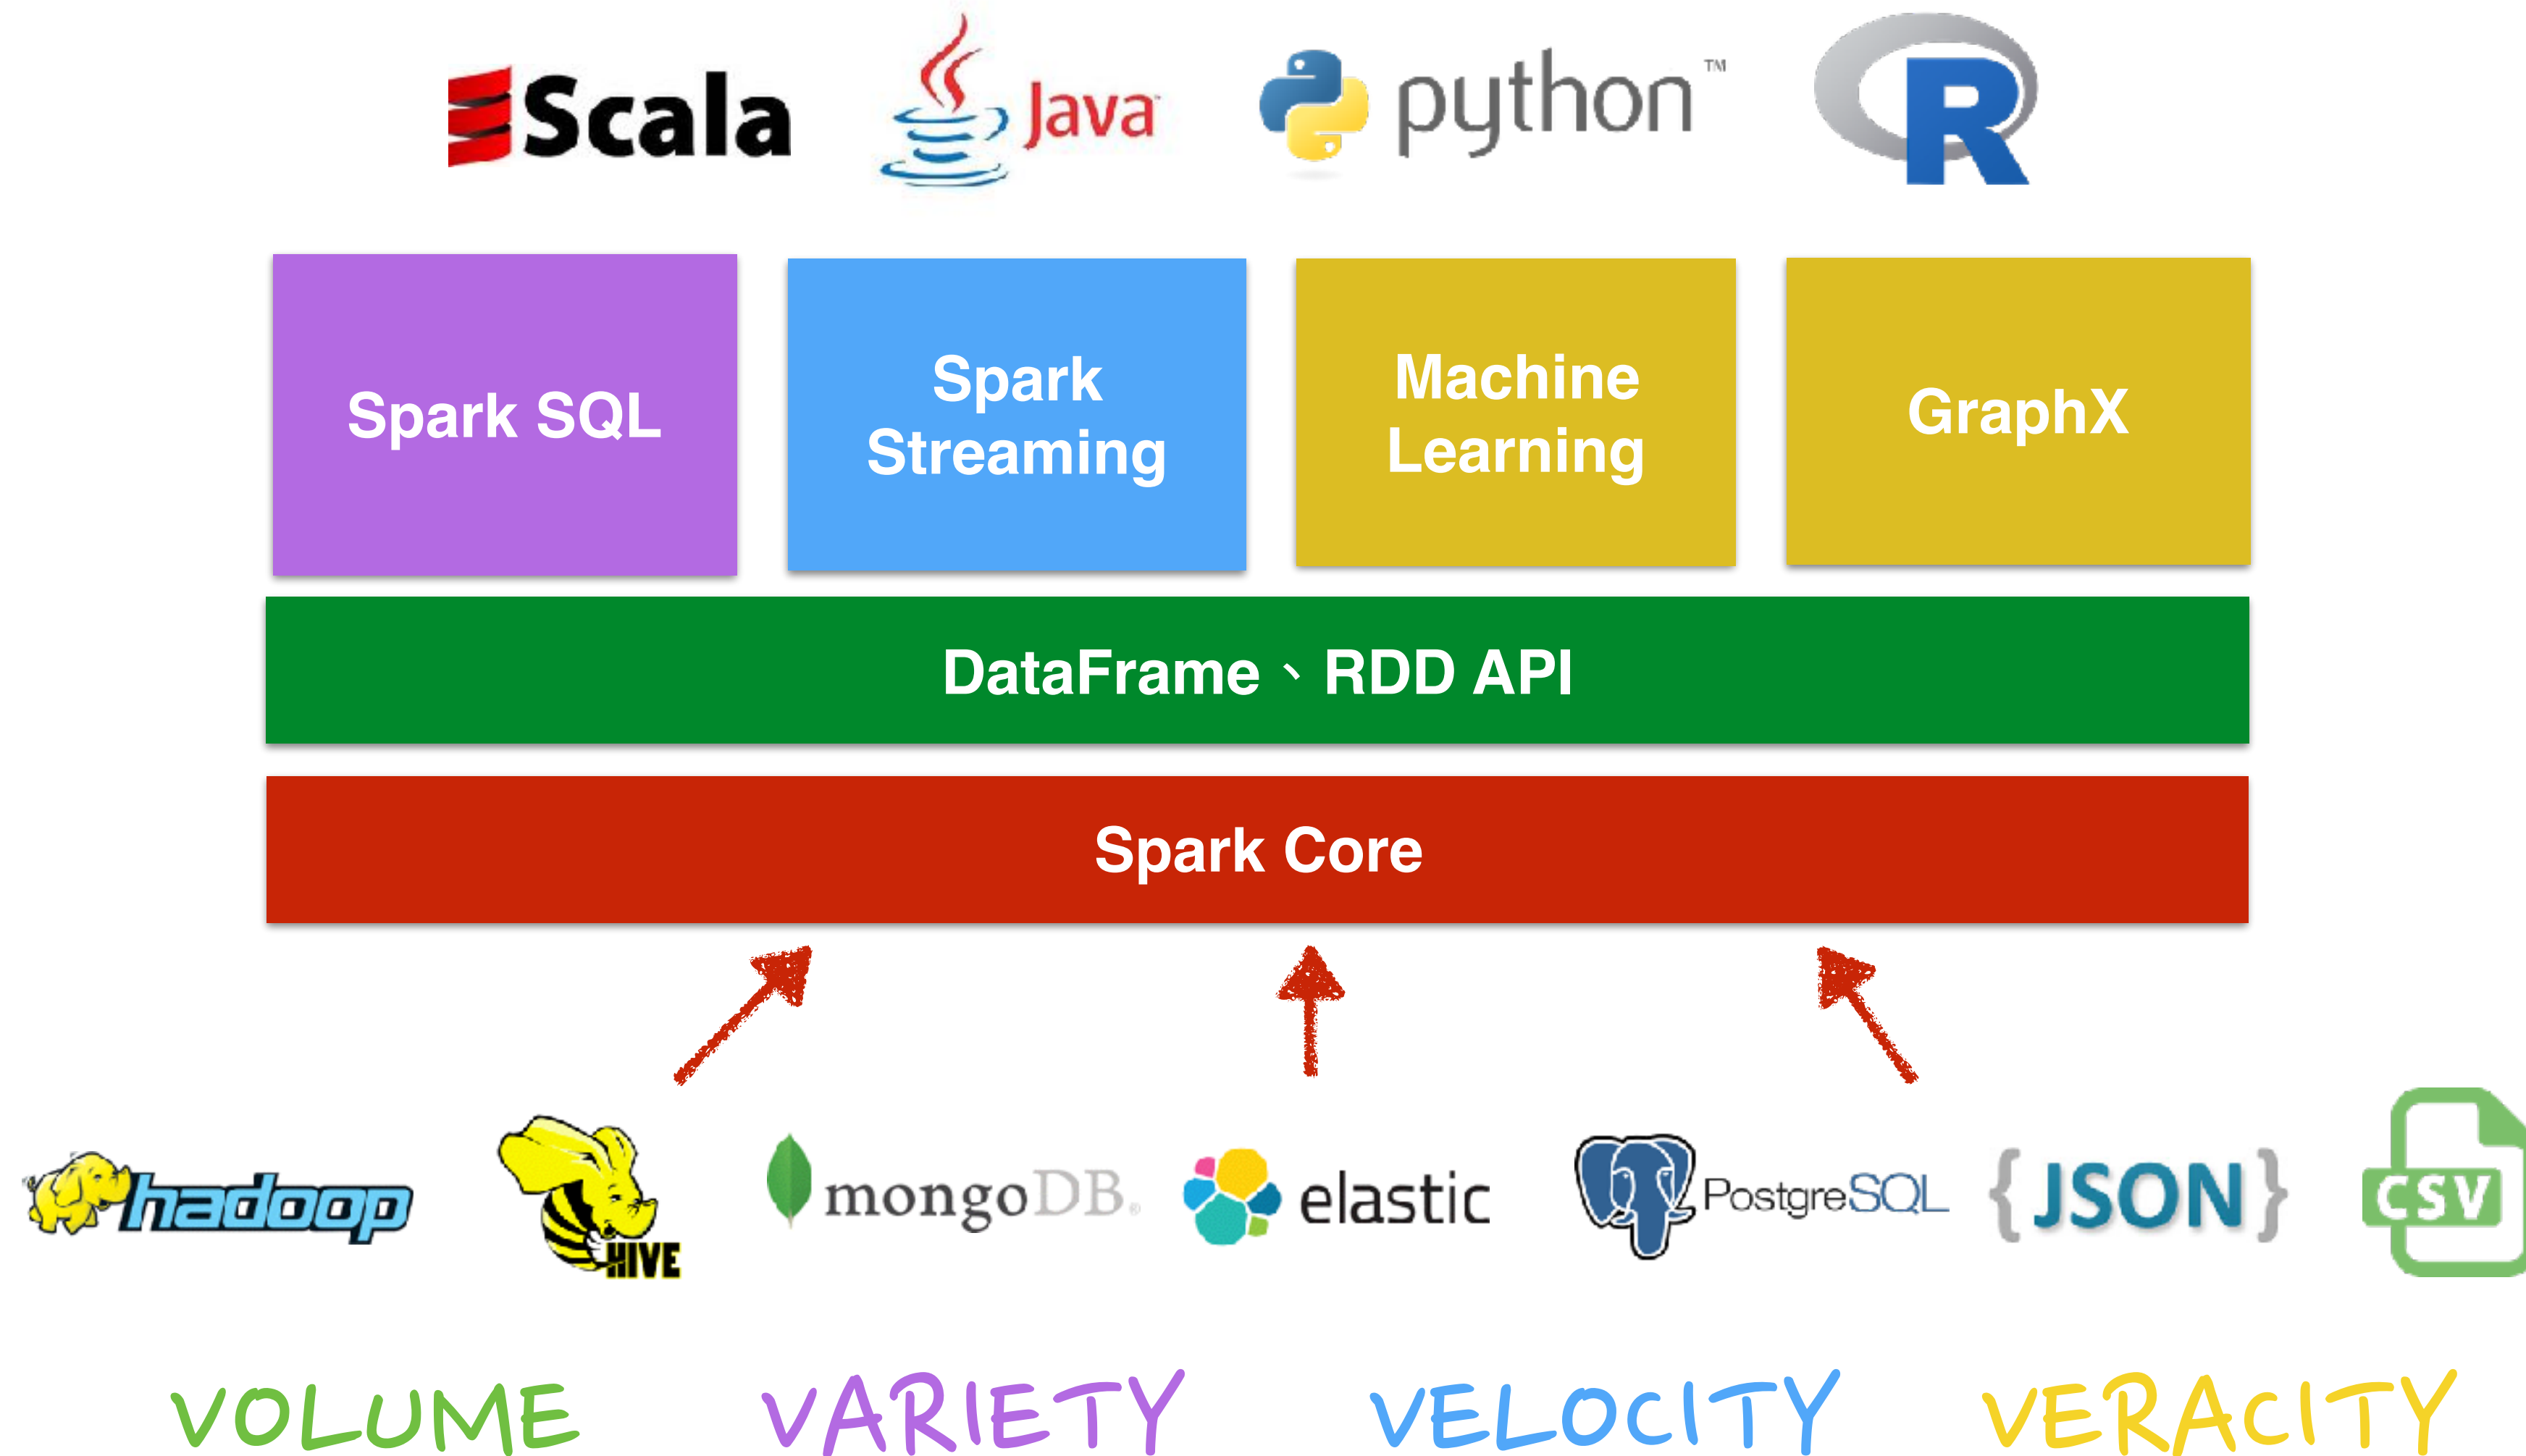 Scala Java python™ R
Spark SQL
Spark
Streaming
Machine
Learning
GraphX
DataFrame、RDD API
Spark Core
hadoop HIVE mongoDB® elastic PostgreSQL {JSON} CSV
VOLUME VARIETY VELOCITY VERACITY